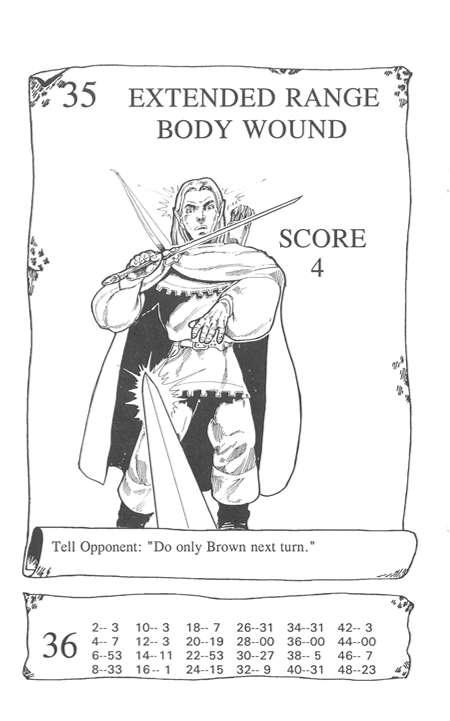 35
EXTENDED RANGE
BODY WOUND
SCORE
4
Tell Opponent: "Do only Brown next turn."
36
2-- 3 10-- 3 18-- 7 26--31 34--31 42-- 3
4-- 7 12-- 3 20--19 28--00 36--00 44--00
6--53 14--11 22--53 30--27 38-- 5 46-- 7
8--33 16-- 1 24--15 32-- 9 40--31 48--23